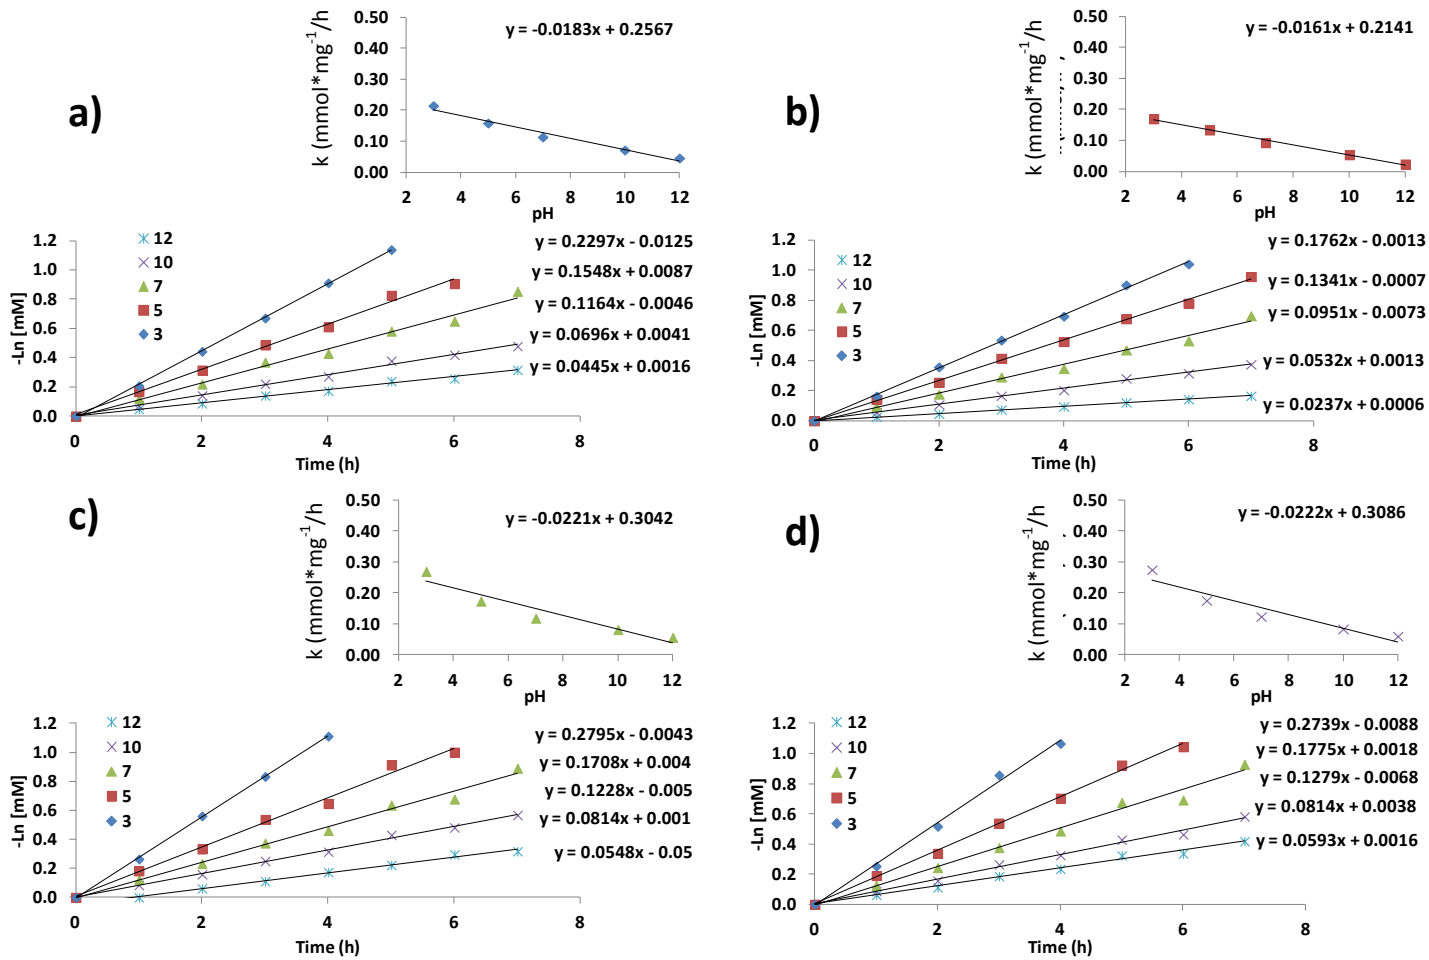 a)
k (mmol*mg-1/h
0.50
0.40
0.30
0.20
0.10
0.00
y = -0.0183x + 0.2567
2 4 6 8 10 12
pH
-Ln [mM]
1.2
1.0
0.8
0.6
0.4
0.2
0.0
12
10
7
5
3
y = 0.2297x - 0.0125
y = 0.1548x + 0.0087
y = 0.1164x - 0.0046
y = 0.0696x + 0.0041
y = 0.0445x + 0.0016
0 2 4 6 8
Time (h)
b)
k (mmol*mg-1/h
0.50
0.40
0.30
0.20
0.10
0.00
y = -0.0161x + 0.2141
2 4 6 8 10 12
pH
-Ln [mM]
1.2
1.0
0.8
0.6
0.4
0.2
0.0
12
10
7
5
3
y = 0.1762x - 0.0013
y = 0.1341x - 0.0007
y = 0.0951x - 0.0073
y = 0.0532x + 0.0013
y = 0.0237x + 0.0006
0 2 4 6 8
Time (h)
c)
k (mmol*mg-1/h
0.50
0.40
0.30
0.20
0.10
0.00
y = -0.0221x + 0.3042
2 4 6 8 10 12
pH
-Ln [mM]
1.2
1.0
0.8
0.6
0.4
0.2
0.0
12
10
7
5
3
y = 0.2795x - 0.0043
y = 0.1708x + 0.004
y = 0.1228x - 0.005
y = 0.0814x + 0.001
y = 0.0548x - 0.05
0 2 4 6 8
Time (h)
d)
k (mmol*mg-1/h
0.50
0.40
0.30
0.20
0.10
0.00
y = -0.0222x + 0.3086
2 4 6 8 10 12
pH
-Ln [mM]
1.2
1.0
0.8
0.6
0.4
0.2
0.0
12
10
7
5
3
y = 0.2739x - 0.0088
y = 0.1775x + 0.0018
y = 0.1279x - 0.0068
y = 0.0814x + 0.0038
y = 0.0593x + 0.0016
0 2 4 6 8
Time (h)